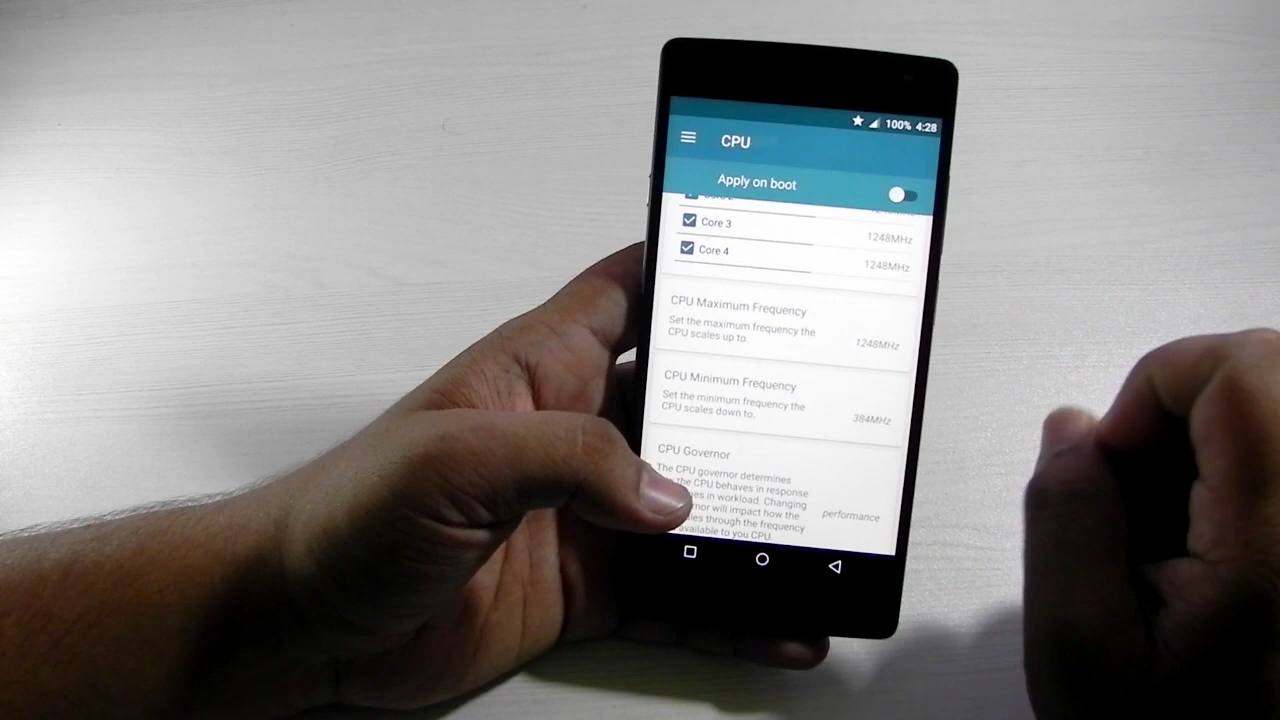 100% 4:28
CPU
Apply on boot
Core 3 1248MHz
Core 4 1248MHz
CPU Maximum Frequency
Set the maximum frequency the
CPU scales up to.
1248MHz
CPU Minimum Frequency
Set the minimum frequency the
CPU scales down to.
384MHz
CPU Governor
The CPU governor determines
the CPU behaves in response
in workload. Changing
will impact how the
through the frequency
available to you CPU.
performance